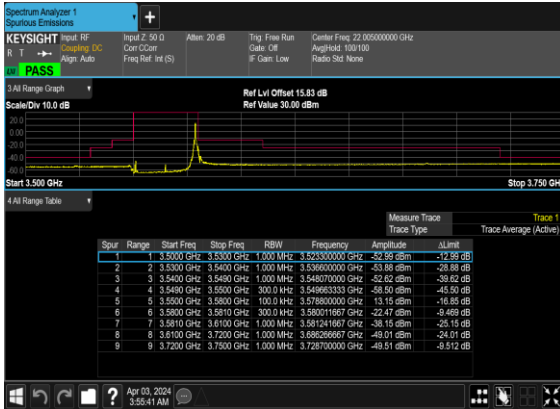 Spectrum Analyzer 1
Spurious Emissions
KEYSIGHT Input: RF Input Z: 50 Ω Atten: 20 dB Trig: Free Run Center Freq: 22.005000000 GHz
R T Coupling: DC Corr CCorr Gate: Off Avg|Hold: 100/100
Align: Auto Freq Ref: Int (S) IF Gain: Low Radio Std: None
PASS
3 All Range Graph
Ref Lvl Offset 15.83 dB
Scale/Div 10.0 dB Ref Value 30.00 dBm
20.0
0.00
-20.0
-40.0
-60.0
Start 3.500 GHz Stop 3.750 GH
4 All Range Table
Measure Trace Trace 1
Trace Type Trace Average (Active)
Spur Range Start Freq Stop Freq RBW Frequency Amplitude ΔLimit
1 1 3.5000 GHz 3.5300 GHz 1.000 MHz 3.523300000 GHz -52.99 dBm -12.99 dB
2 2 3.5300 GHz 3.5400 GHz 1.000 MHz 3.536600000 GHz -53.88 dBm -28.88 dB
3 3 3.5400 GHz 3.5490 GHz 1.000 MHz 3.548070000 GHz -52.62 dBm -39.62 dB
4 4 3.5490 GHz 3.5500 GHz 300.0 kHz 3.549663333 GHz -58.50 dBm -45.50 dB
5 5 3.5500 GHz 3.5800 GHz 100.0 kHz 3.578800000 GHz 13.15 dBm -16.85 dB
6 6 3.5800 GHz 3.5810 GHz 300.0 kHz 3.580011667 GHz -22.47 dBm -9.469 dB
7 7 3.5810 GHz 3.6100 GHz 1.000 MHz 3.581241667 GHz -38.15 dBm -25.15 dB
8 8 3.6100 GHz 3.7200 GHz 1.000 MHz 3.686266667 GHz -49.01 dBm -24.01 dB
9 9 3.7200 GHz 3.7500 GHz 1.000 MHz 3.728700000 GHz -49.51 dBm -9.512 dB
Apr 03, 2024
3:55:41 AM